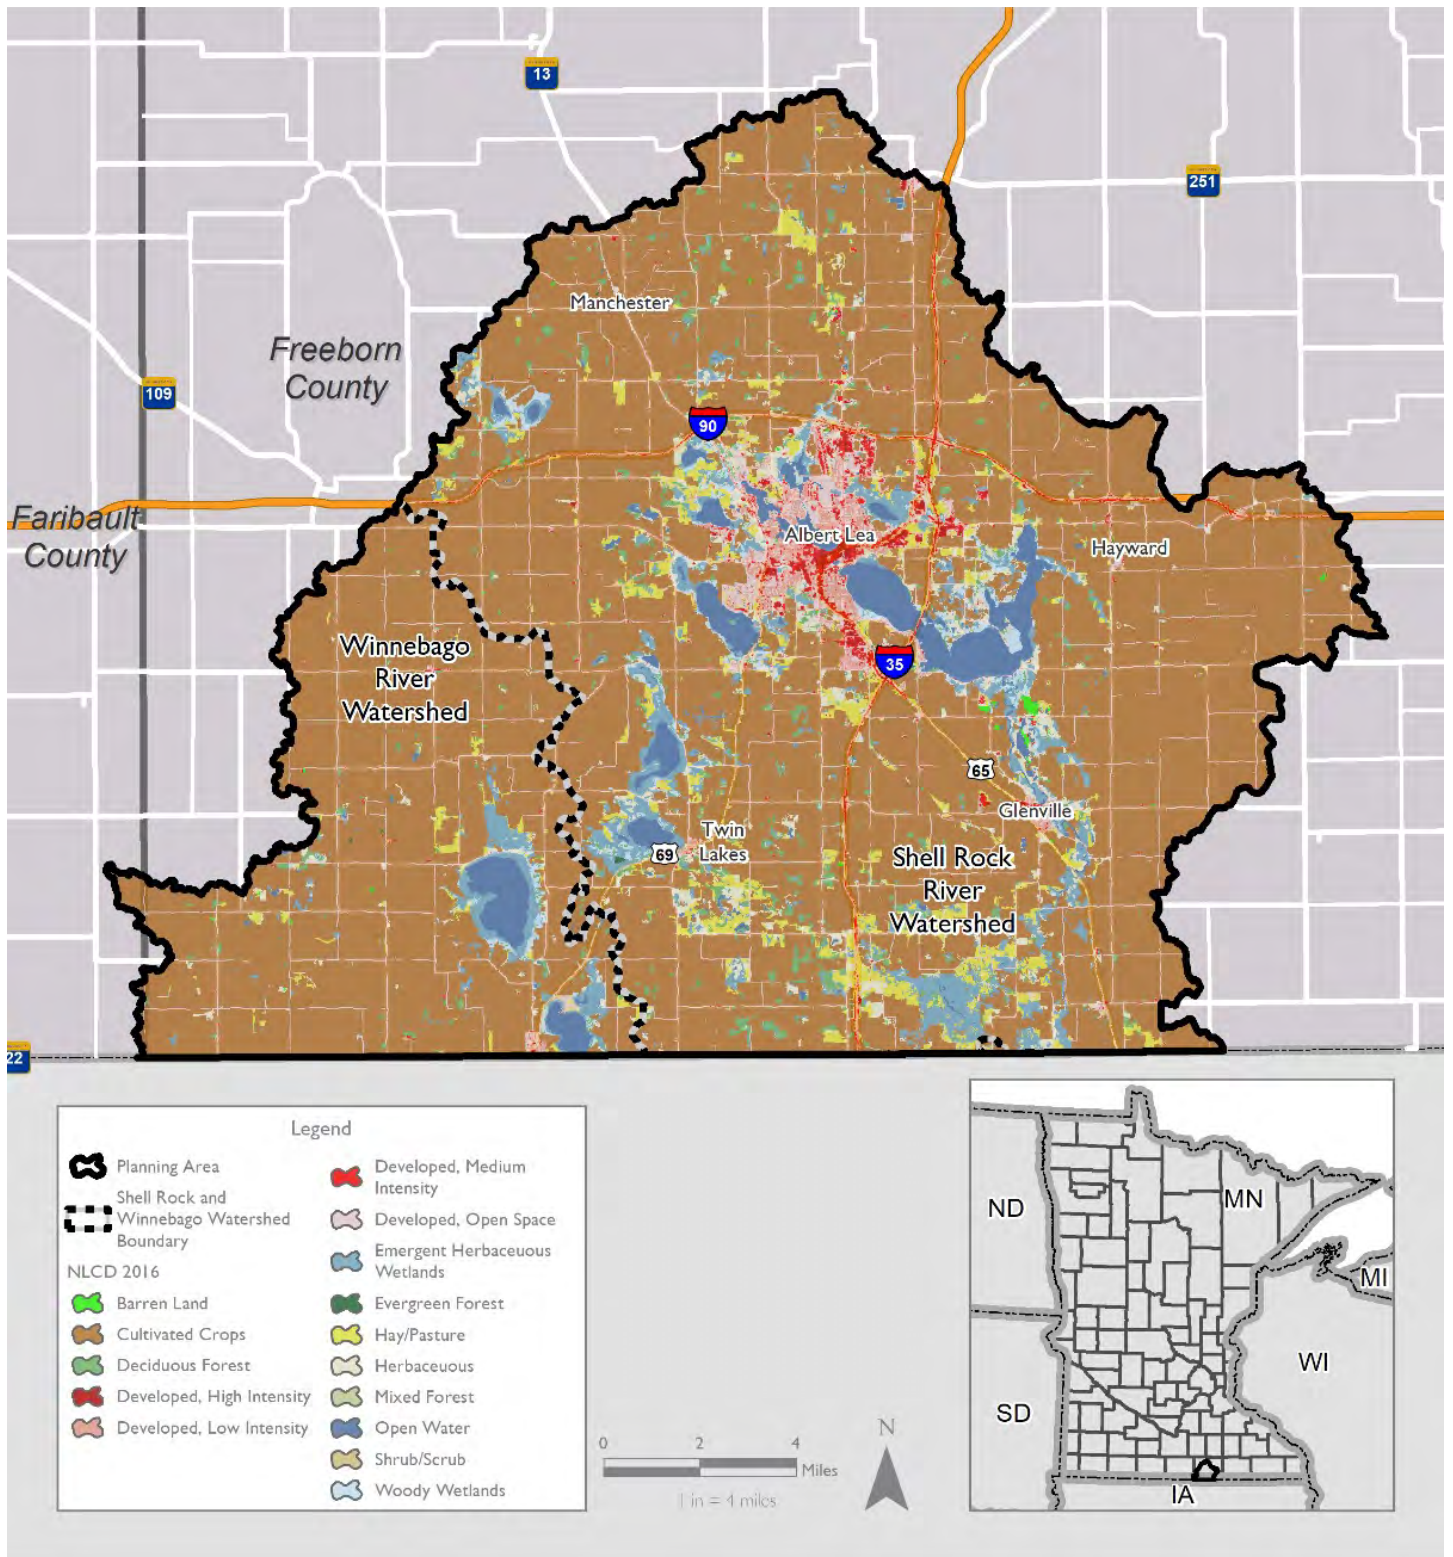 13
251
Manchester
Freeborn
County
109
90
Faribault
County
Albert Lea
Hayward
Winnebago
River
Watershed
35
65
Glenville
Twin
Lakes
69
Shell Rock
River
Watershed
22
Legend
Planning Area
Shell Rock and
Winnebago Watershed
Boundary
NLCD 2016
Barren Land
Cultivated Crops
Deciduous Forest
Developed, High Intensity
Developed, Low Intensity
Developed, Medium
Intensity
Developed, Open Space
Emergent Herbaceuous
Wetlands
Evergreen Forest
Hay/Pasture
Herbaceuous
Mixed Forest
Open Water
Shrub/Scrub
Woody Wetlands
0 2 4
Miles
1 in = 4 miles
N
ND
MN
MI
WI
SD
IA